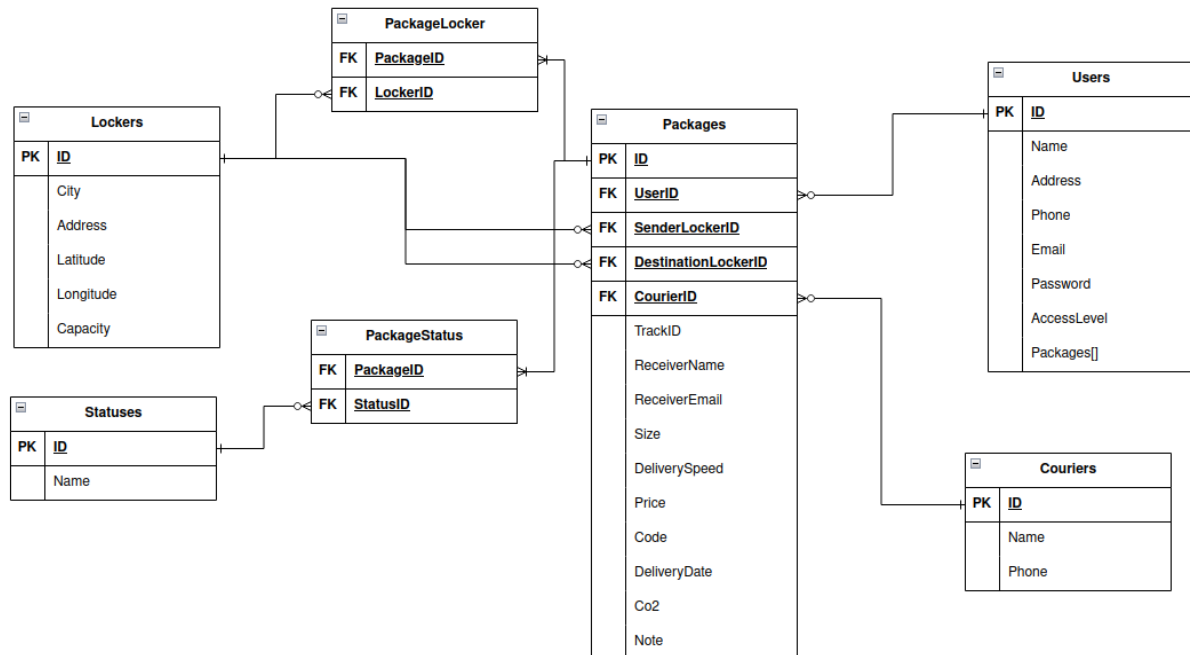 PackageLocker
FK PackageID
FK LockerID
Lockers
PK ID
City
Address
Latitude
Longitude
Capacity
PackageStatus
FK PackageID
FK StatusID
Statuses
PK ID
Name
Packages
PK ID
FK UserID
FK SenderLockerID
FK DestinationLockerID
FK CourierID
TrackID
ReceiverName
ReceiverEmail
Size
DeliverySpeed
Price
Code
DeliveryDate
Co2
Note
Users
PK ID
Name
Address
Phone
Email
Password
AccessLevel
Packages[]
Couriers
PK ID
Name
Phone